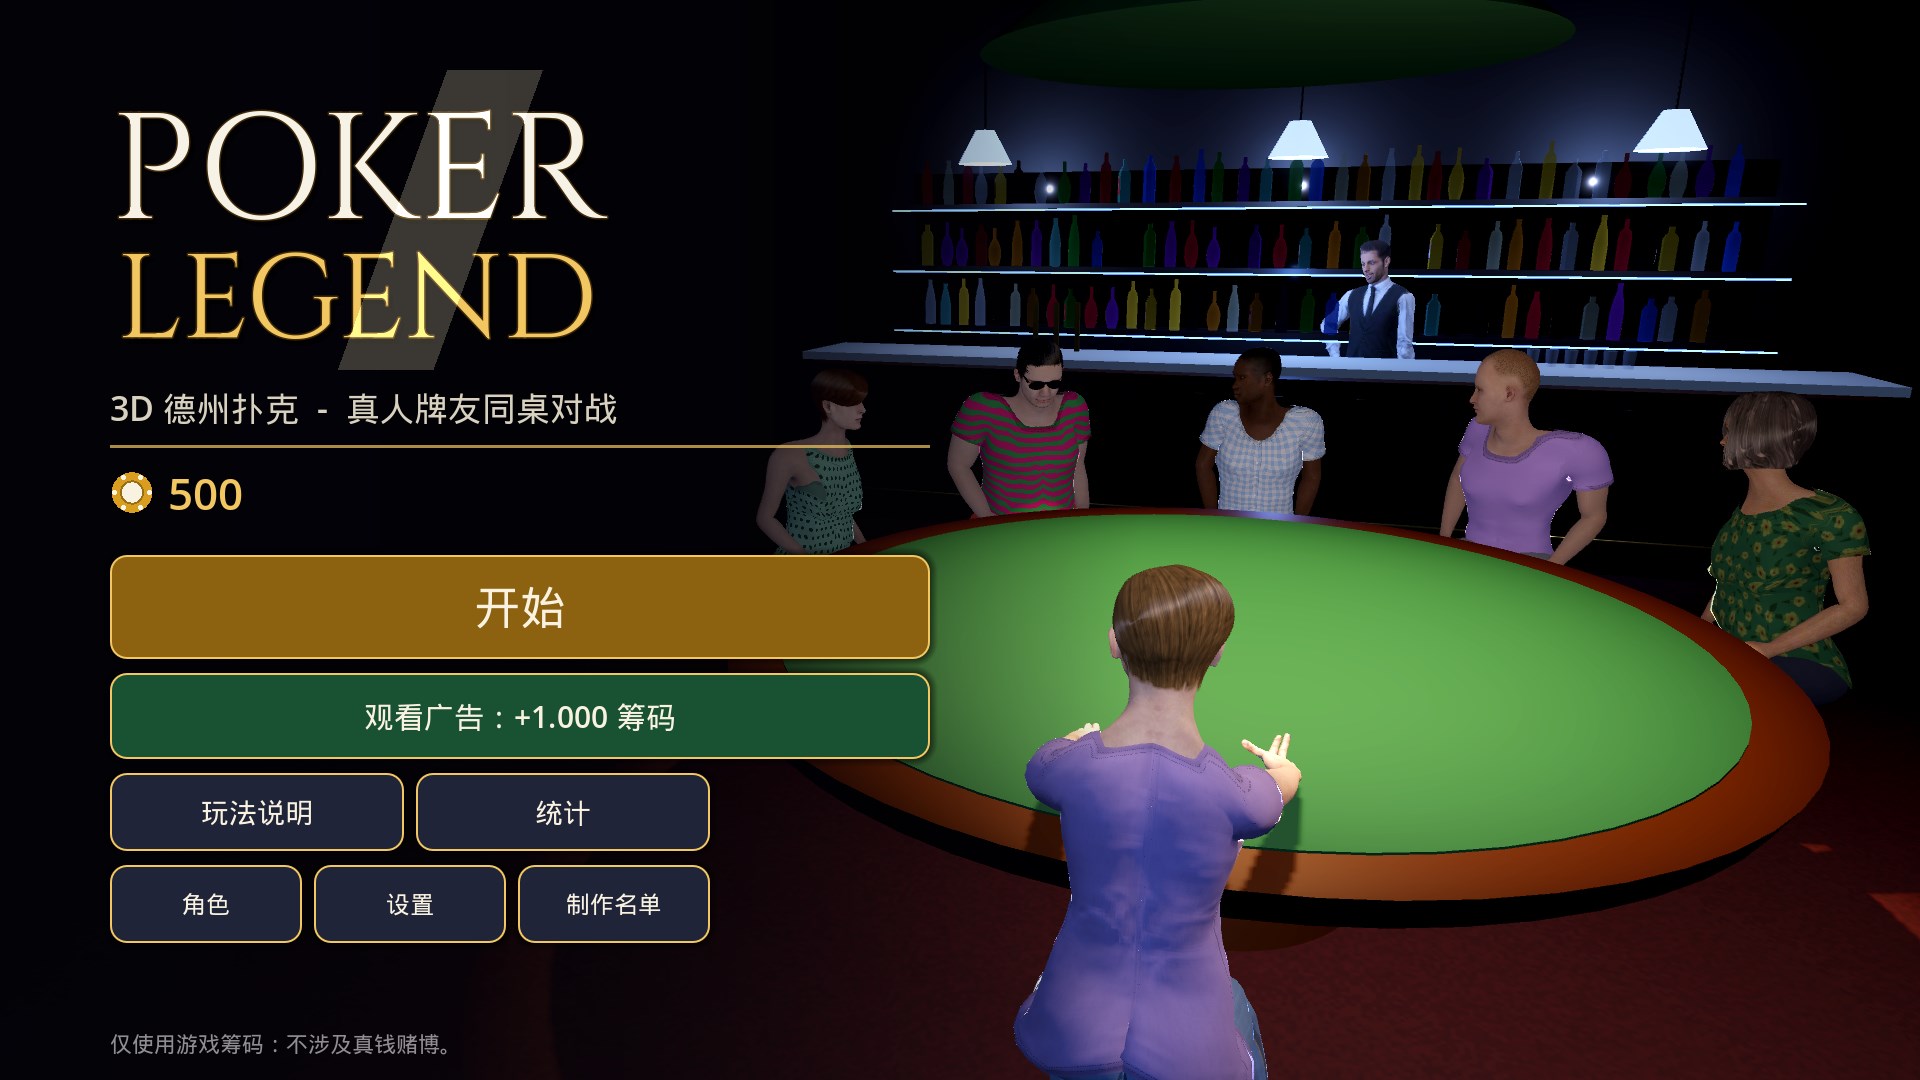 POKER
LEGEND
3D 德州扑克 - 真人牌友同桌对战
500
开始
观看广告：+1.000 筹码
玩法说明
统计
角色
设置
制作名单
仅使用游戏筹码：不涉及真钱赌博。